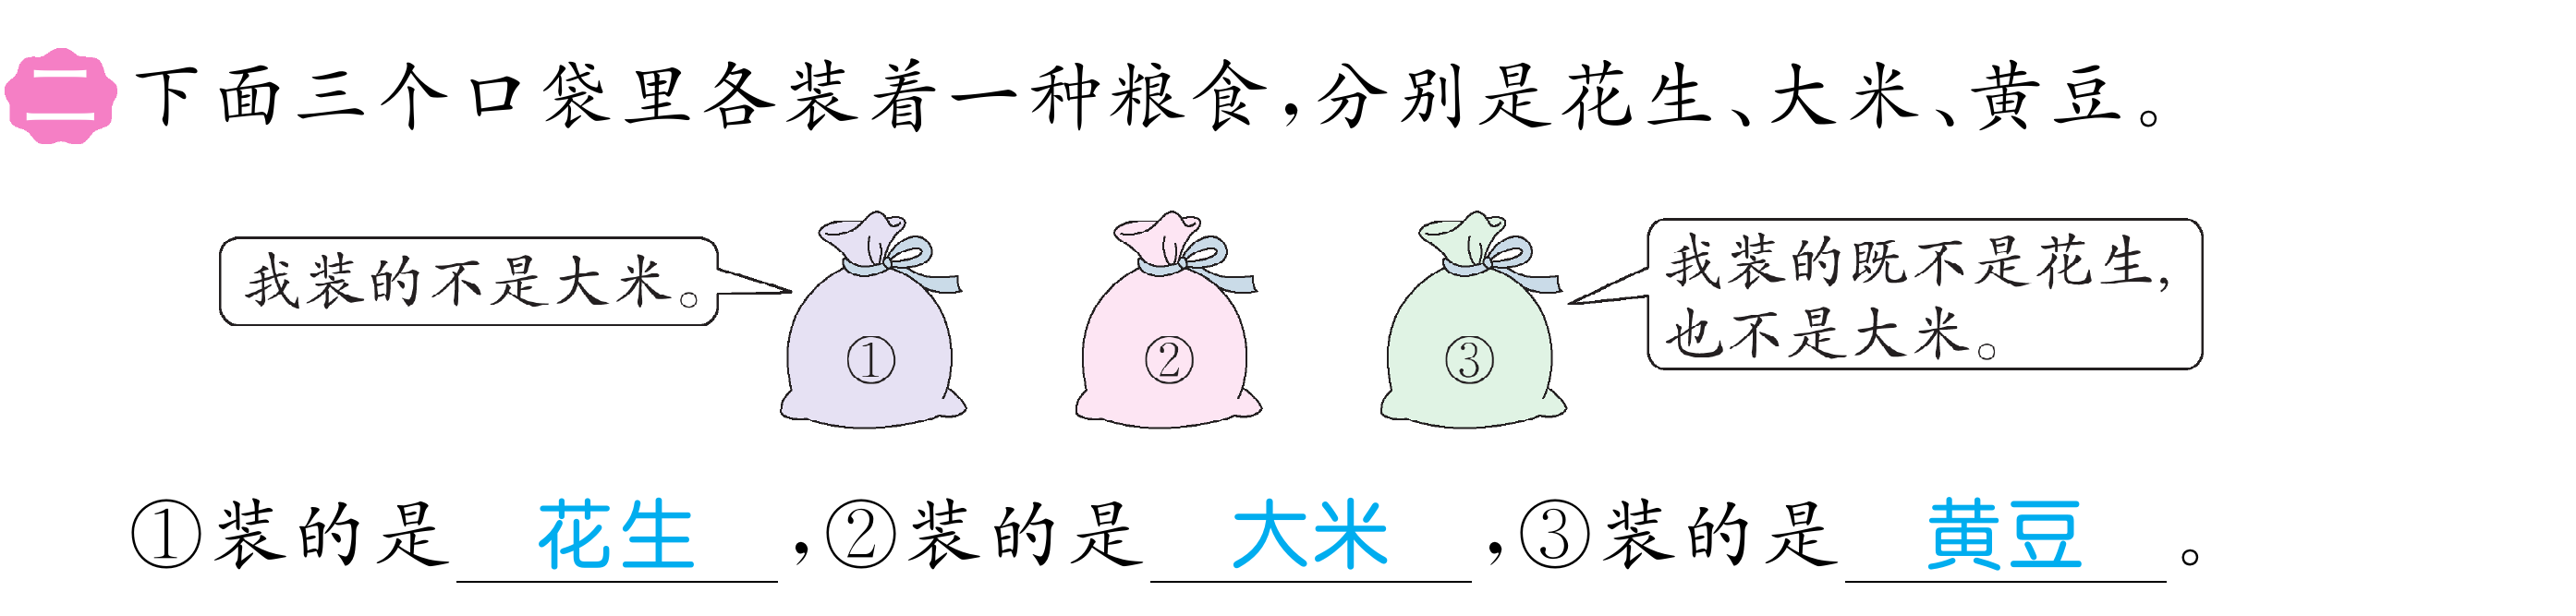 二 下面三个口袋里各装着一种粮食,分别是花生、大米、黄豆。
我装的不是大米。
①
②
③
我装的既不是花生,
也不是大米。
①装的是 花生 ,②装的是 大米 ,③装的是 黄豆 。